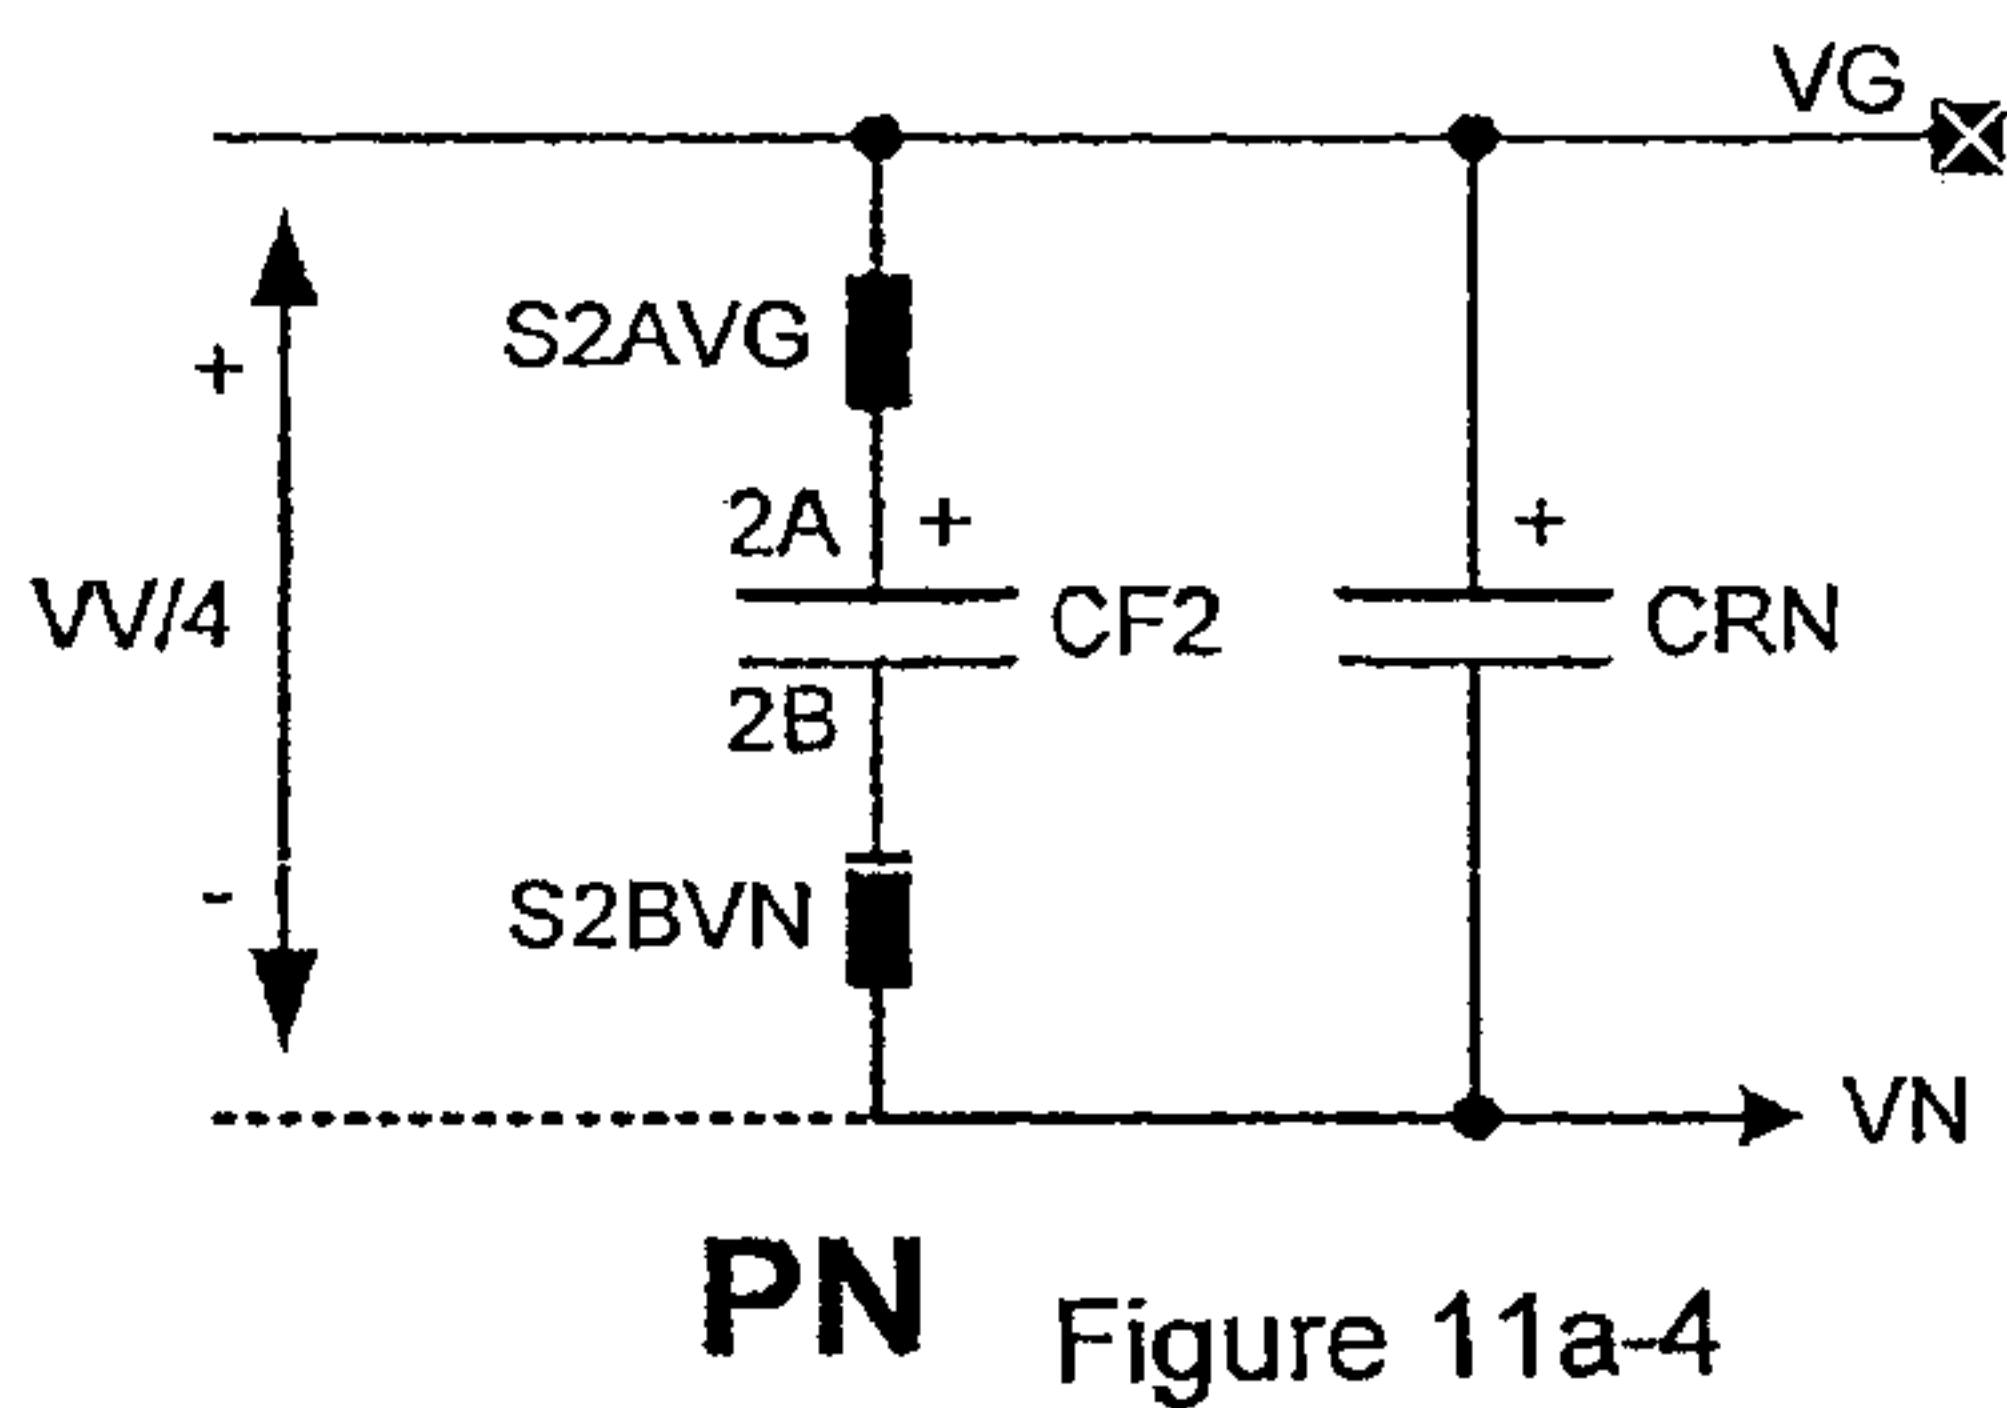 VG
S2AVG
+
2A +
+
VV/4
CF2
CRN
2B
-
S2BVN
VN
PN
Figure 11a-4